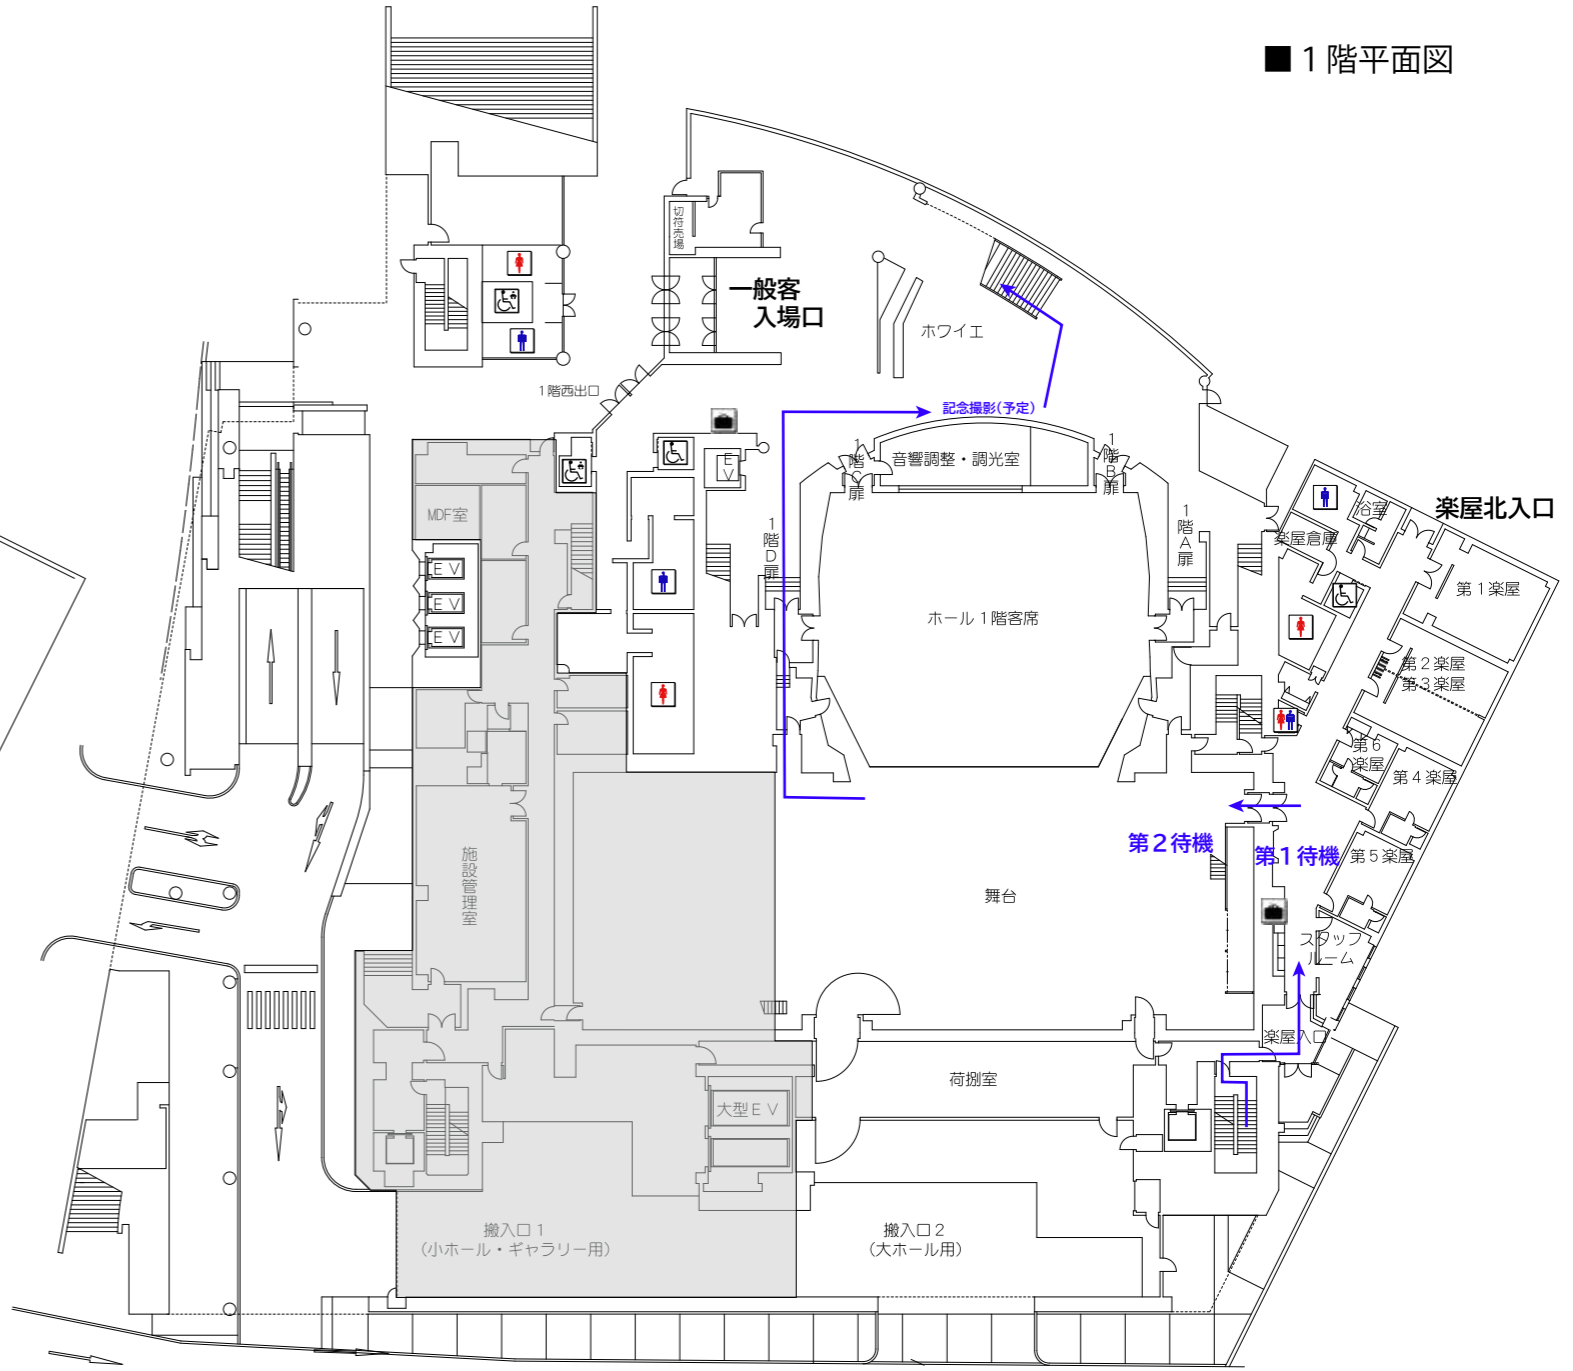 ■１階平面図
切符売場
一般客
入場口
ホワイエ
１階西出口
記念撮影(予定)
１階Ｃ扉
音響調整・調光室
１階Ｂ扉
ＥＶ
MDF室
１階Ｄ扉
１階Ａ扉
浴室
楽屋北入口
楽屋倉庫
ＥＶ
ＥＶ
ＥＶ
第１楽屋
ホール１階客席
第２楽屋
第３楽屋
第６
楽屋
第４楽屋
第２待機
第１待機
第５楽屋
施設管理室
舞台
スタッフ
ルーム
楽屋入口
荷捌室
大型ＥＶ
搬入口１
（小ホール・ギャラリー用）
搬入口２
（大ホール用）